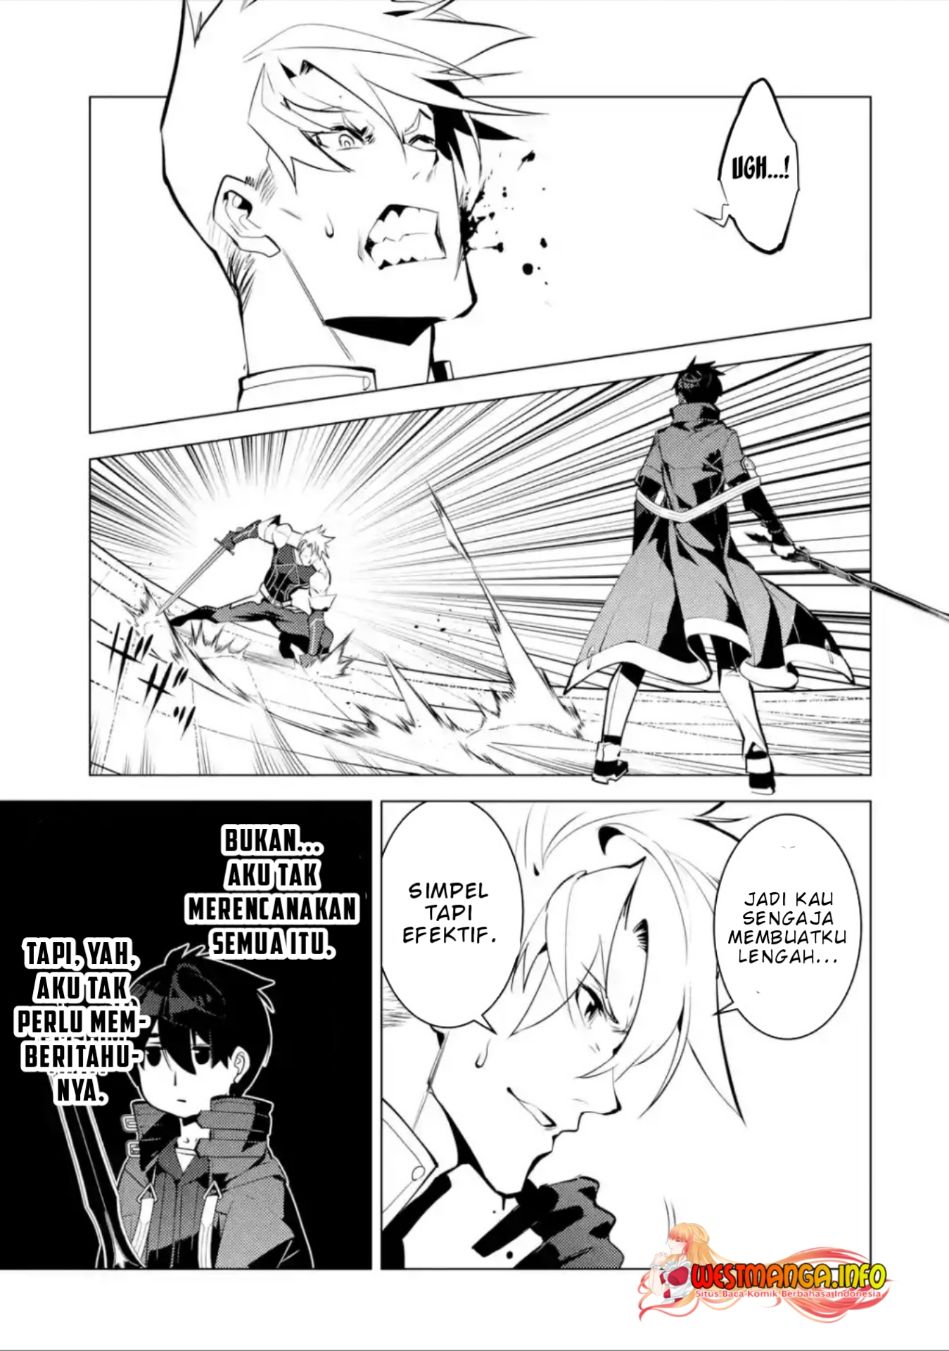 UGH...!
JADI KAU
SENGAJA
MEMBUATKU
LENGAH...
SIMPEL
TAPI
EFEKTIF.
BUKAN...
AKU TAK
MERENCANAKAN
SEMUA ITU.
TAPI, YAH,
AKU TAK
PERLU MEM-
BERITAHU-
NYA.
WESTMANGA.INFO
Situs Baca Komik Berbahasa Indonesia